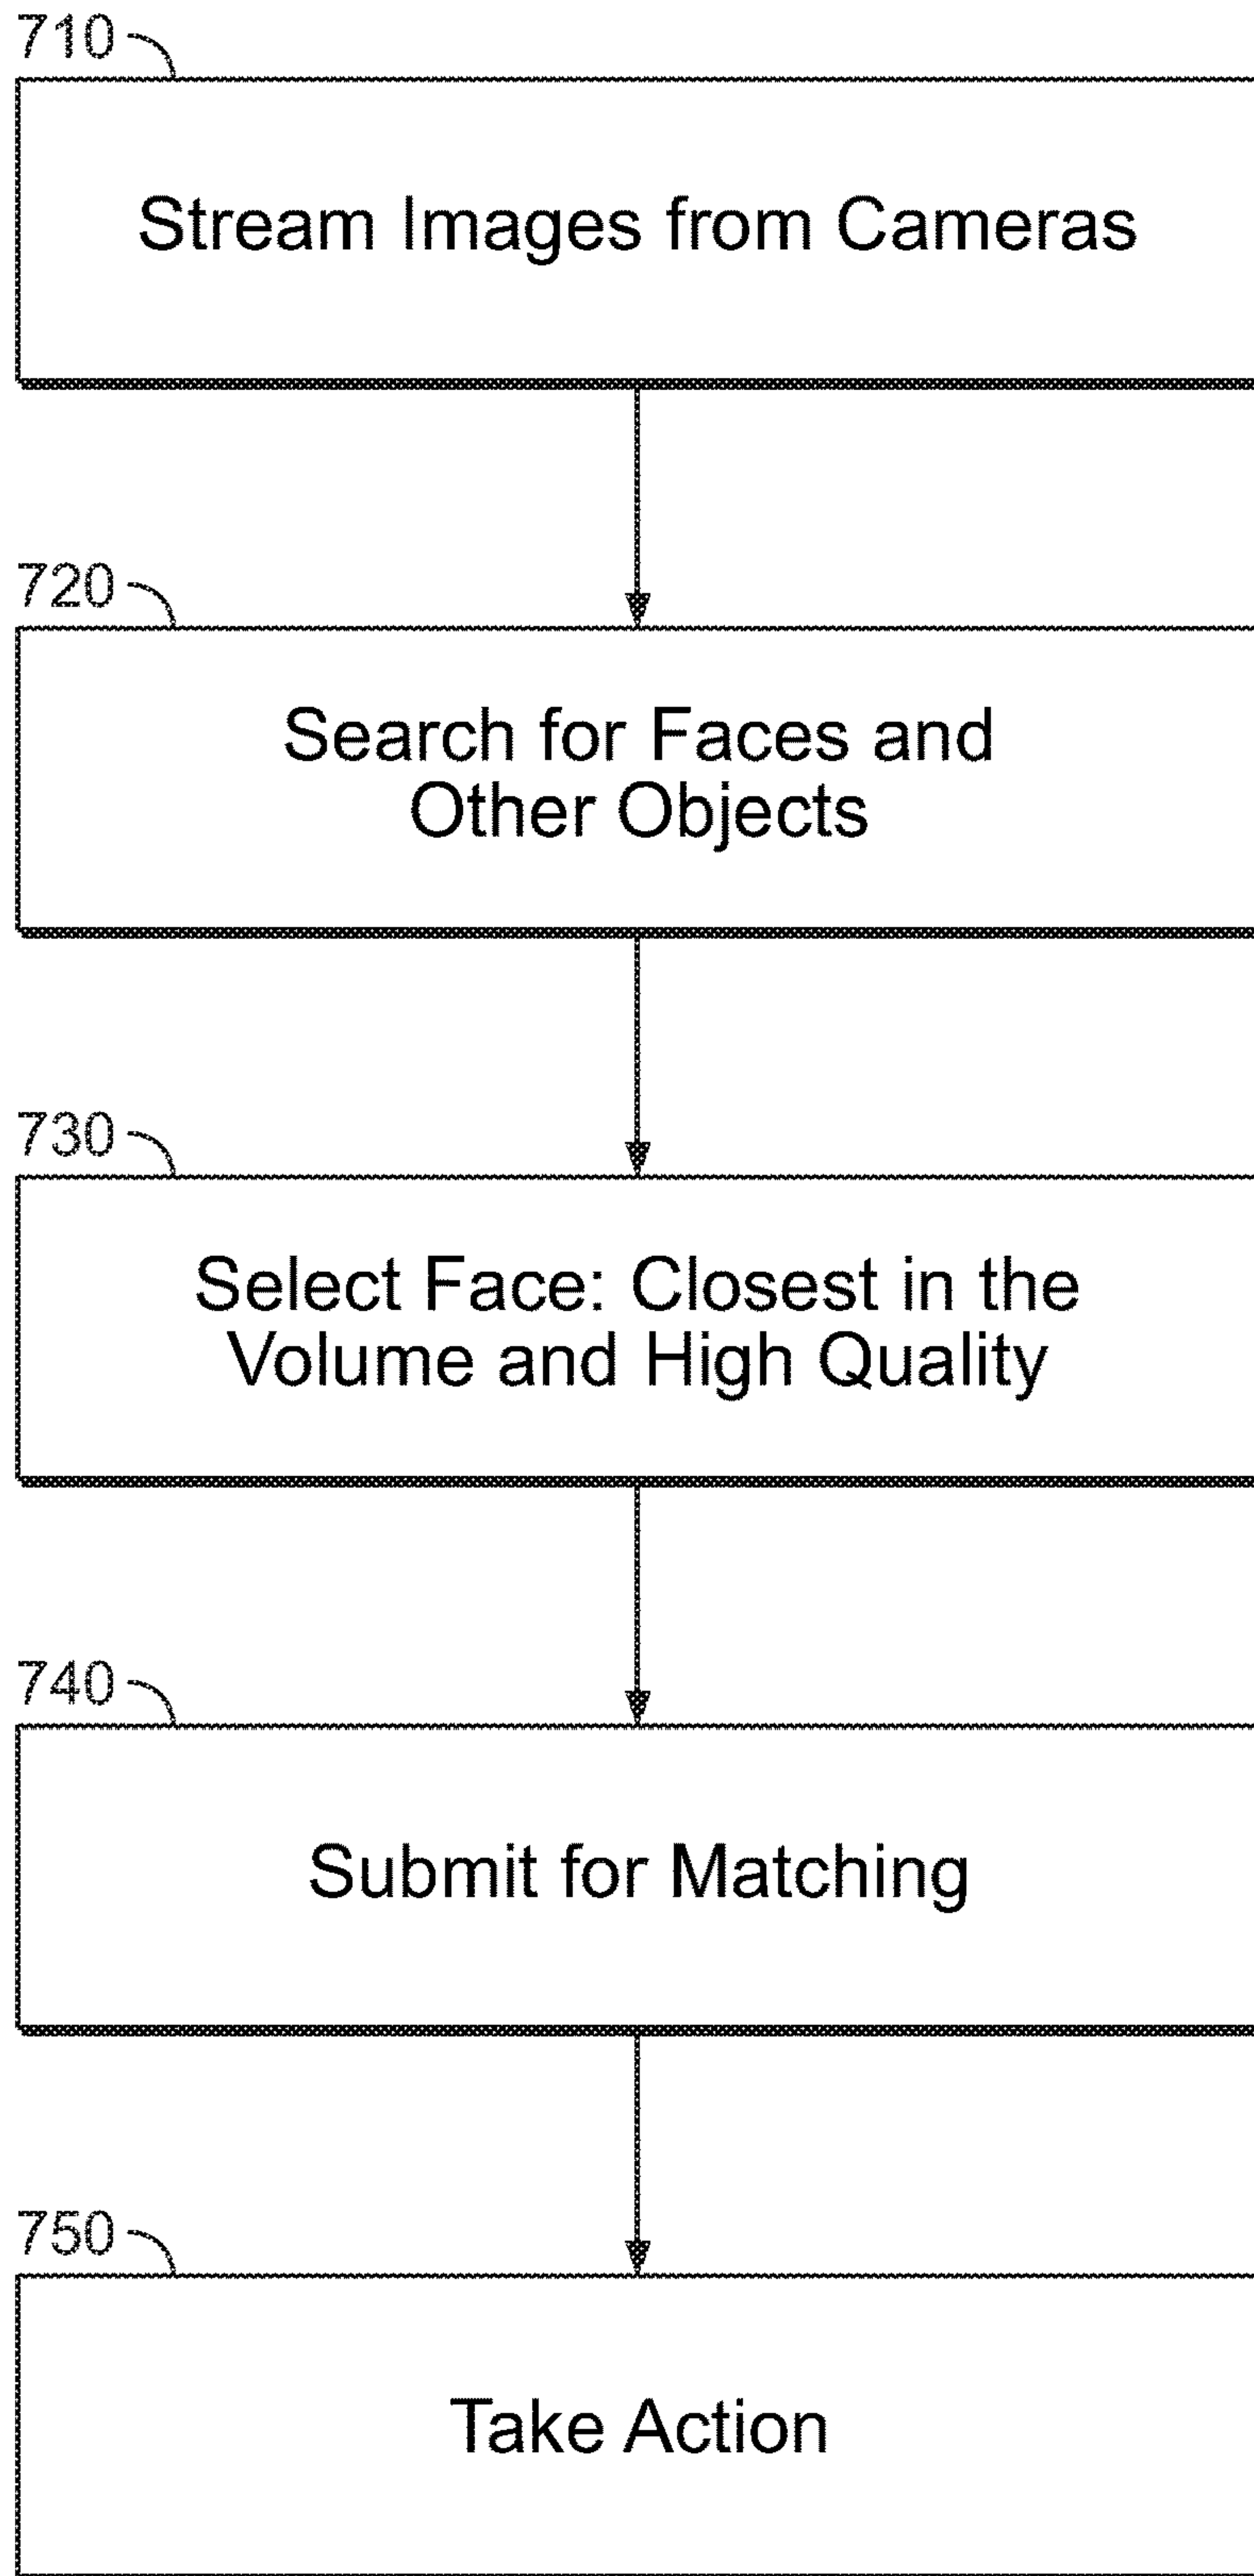 710
Stream Images from Cameras
720
Search for Faces and
Other Objects
730
Select Face: Closest in the
Volume and High Quality
740
Submit for Matching
750
Take Action